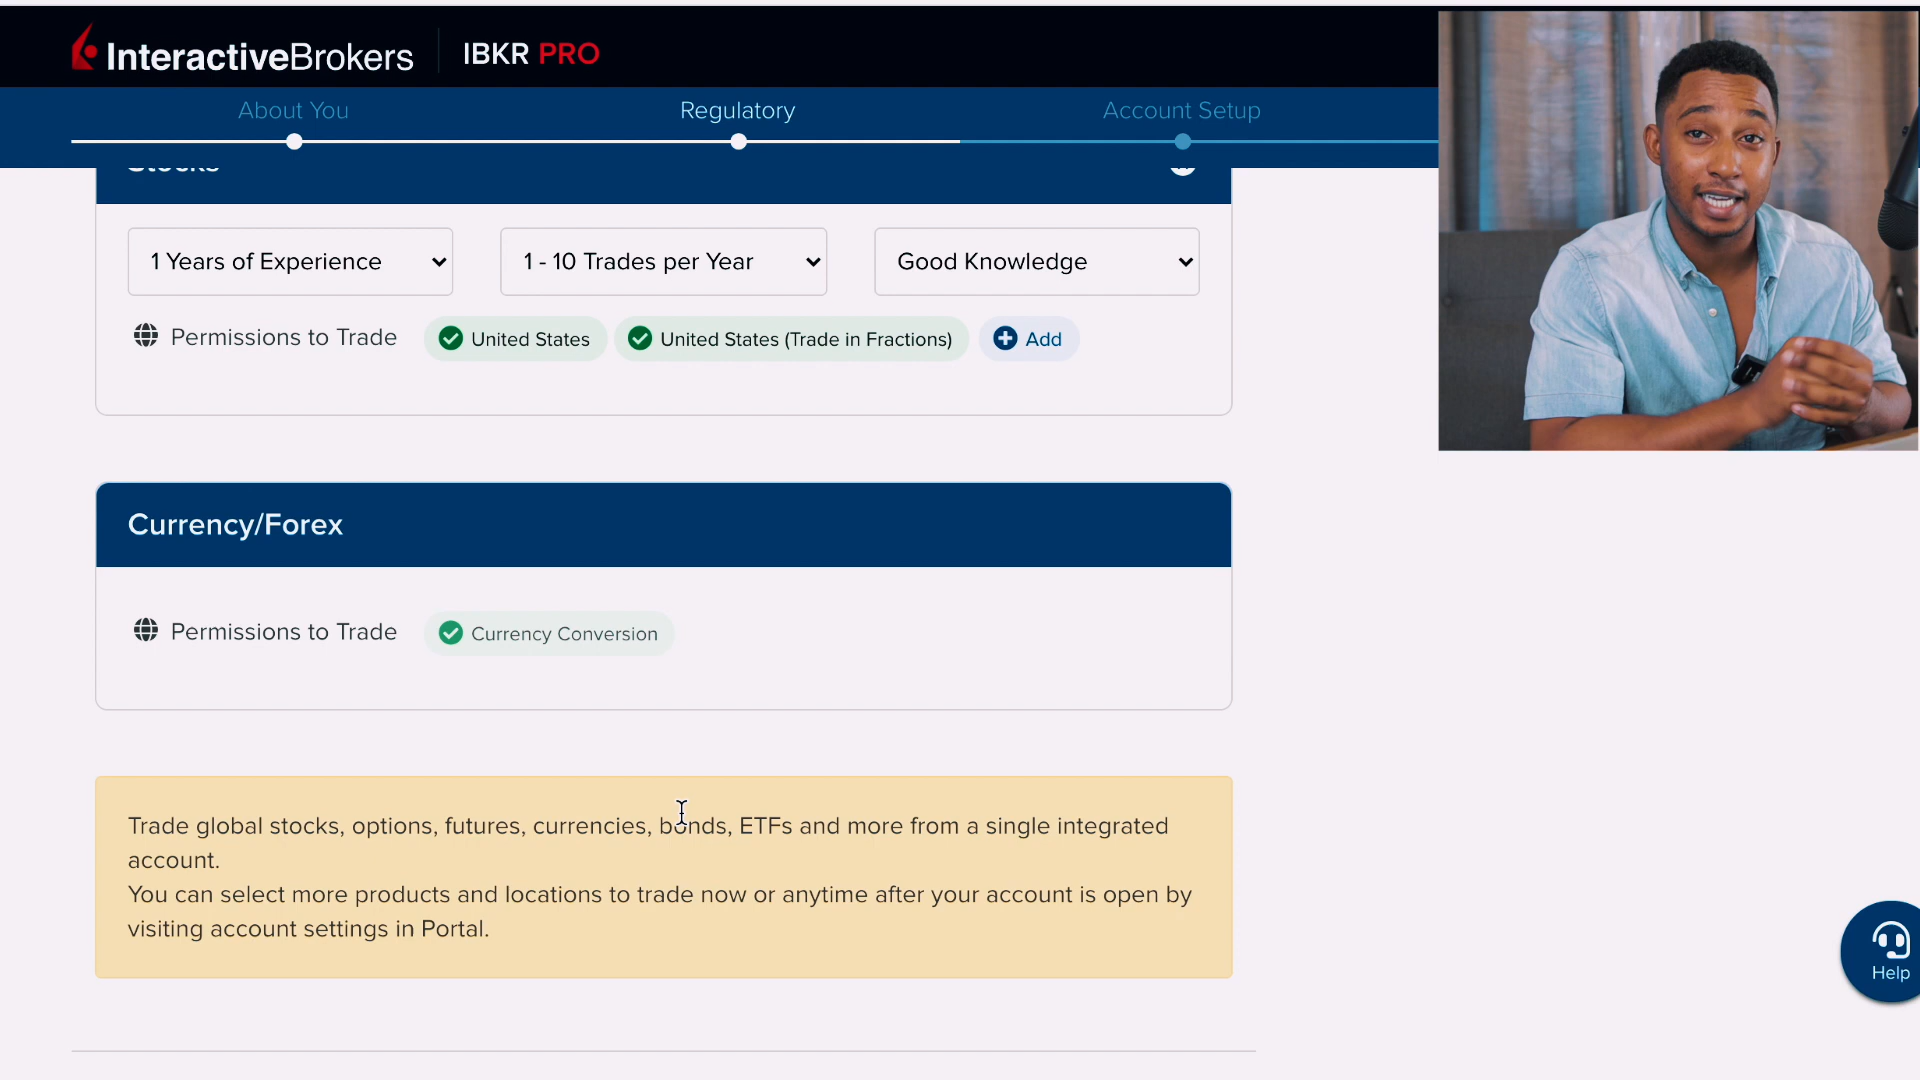 InteractiveBrokers IBKR PRO
About You Regulatory Account Setup
Stocks
1 Years of Experience 1 - 10 Trades per Year Good Knowledge
Permissions to Trade United States United States (Trade in Fractions) Add
Currency/Forex
Permissions to Trade Currency Conversion
Trade global stocks, options, futures, currencies, bonds, ETFs and more from a single integrated
account.
You can select more products and locations to trade now or anytime after your account is open by
visiting account settings in Portal.
Help